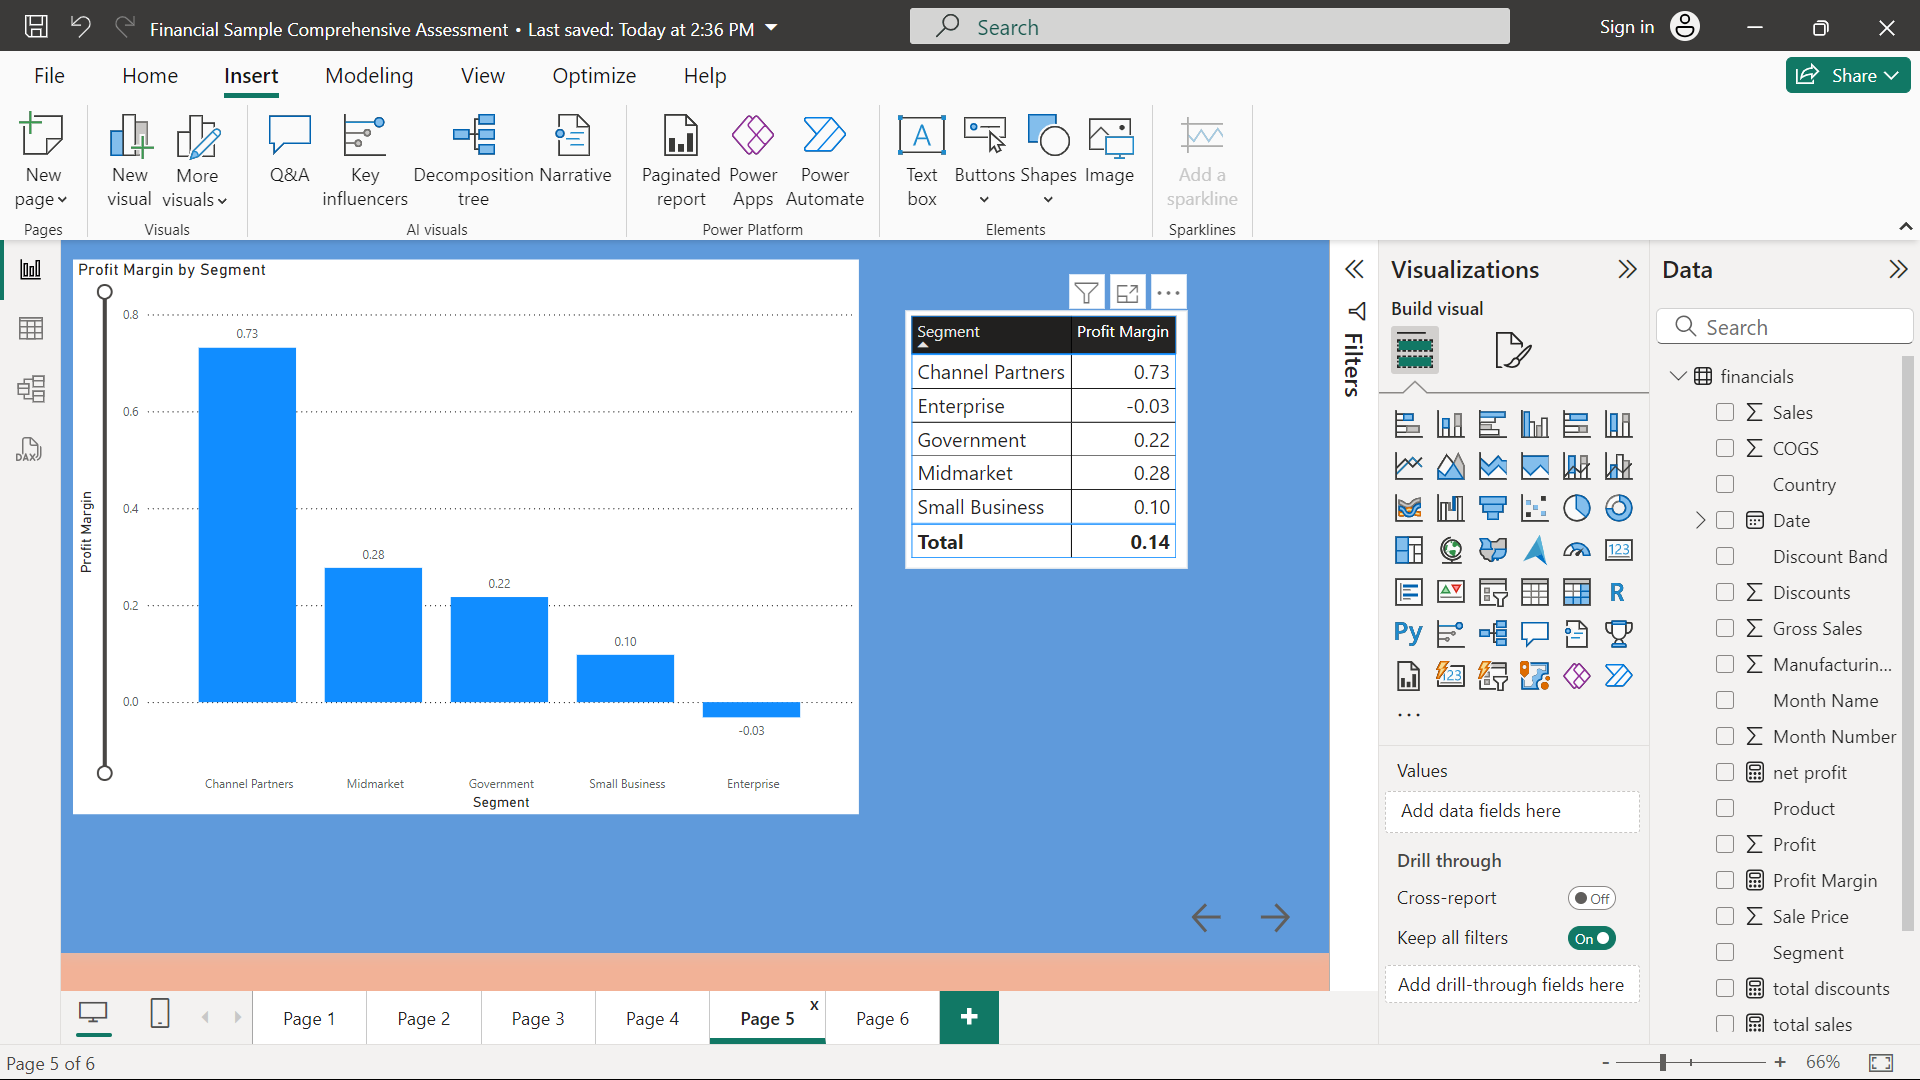 Financial Sample Comprehensive Assessment • Last saved: Today at 2:36 PM
Search
Sign in
File
Home
Insert
Modeling
View
Optimize
Help
Share
New page
New visual
More visuals
Q&A
Key influencers
Decomposition tree
Narrative
Paginated report
Power Apps
Power Automate
Text box
Buttons
Shapes
Image
Add a sparkline
Pages
Visuals
AI visuals
Power Platform
Elements
Sparklines
DAX
Profit Margin by Segment
Profit Margin
0.8
0.6
0.4
0.2
0.0
0.73
0.28
0.22
0.10
-0.03
Channel Partners
Midmarket
Government
Small Business
Enterprise
Segment
Segment Profit Margin
Channel Partners 0.73
Enterprise -0.03
Government 0.22
Midmarket 0.28
Small Business 0.10
Total 0.14
Filters
Visualizations
Build visual
123
R
Py
123
Values
Add data fields here
Drill through
Cross-report Off
Keep all filters On
Add drill-through fields here
Data
Search
financials
Sales
COGS
Country
Date
Discount Band
Discounts
Gross Sales
Manufacturin...
Month Name
Month Number
net profit
Product
Profit
Profit Margin
Sale Price
Segment
total discounts
total sales
Page 1
Page 2
Page 3
Page 4
Page 5
x
Page 6
+
Page 5 of 6
- + 66%